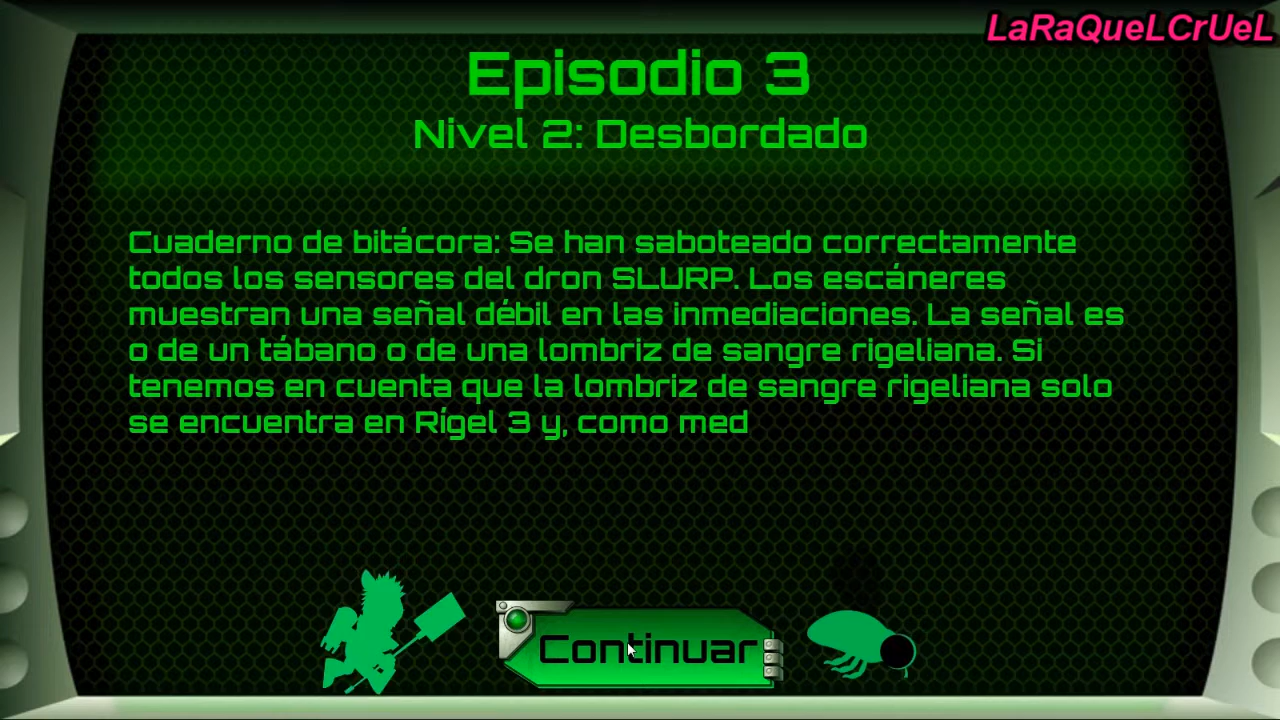 LaRaQueLCrUeL
Episodio 3
Nivel 2: Desbordado
Cuaderno de bitácora: Se han saboteado correctamente
todos los sensores del dron SLURP. Los escáneres
muestran una señal débil en las inmediaciones. La señal es
o de un tábano o de una lombriz de sangre rigeliana. Si
tenemos en cuenta que la lombriz de sangre rigeliana solo
se encuentra en Rígel 3 y, como med
Continuar